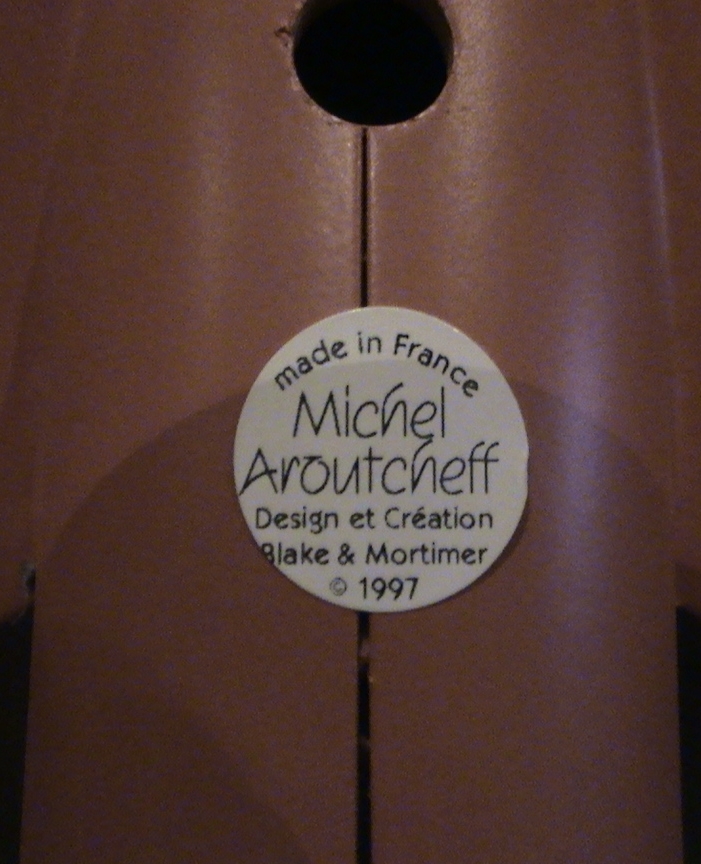 made in France
Michel
Aroutcheff
Design et Création
Blake & Mortimer
© 1997